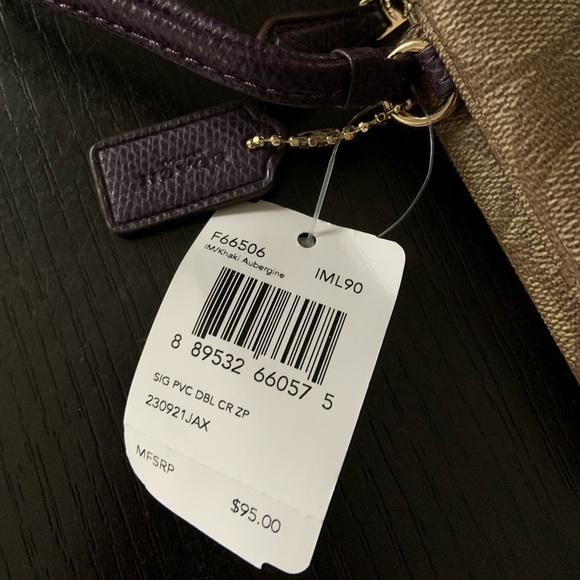 F66506
IM/Khaki Aubergine
IML90
8 89532 66057 5
SIG PVC DBL CR ZP
230921JAX
MFSRP
$95.00